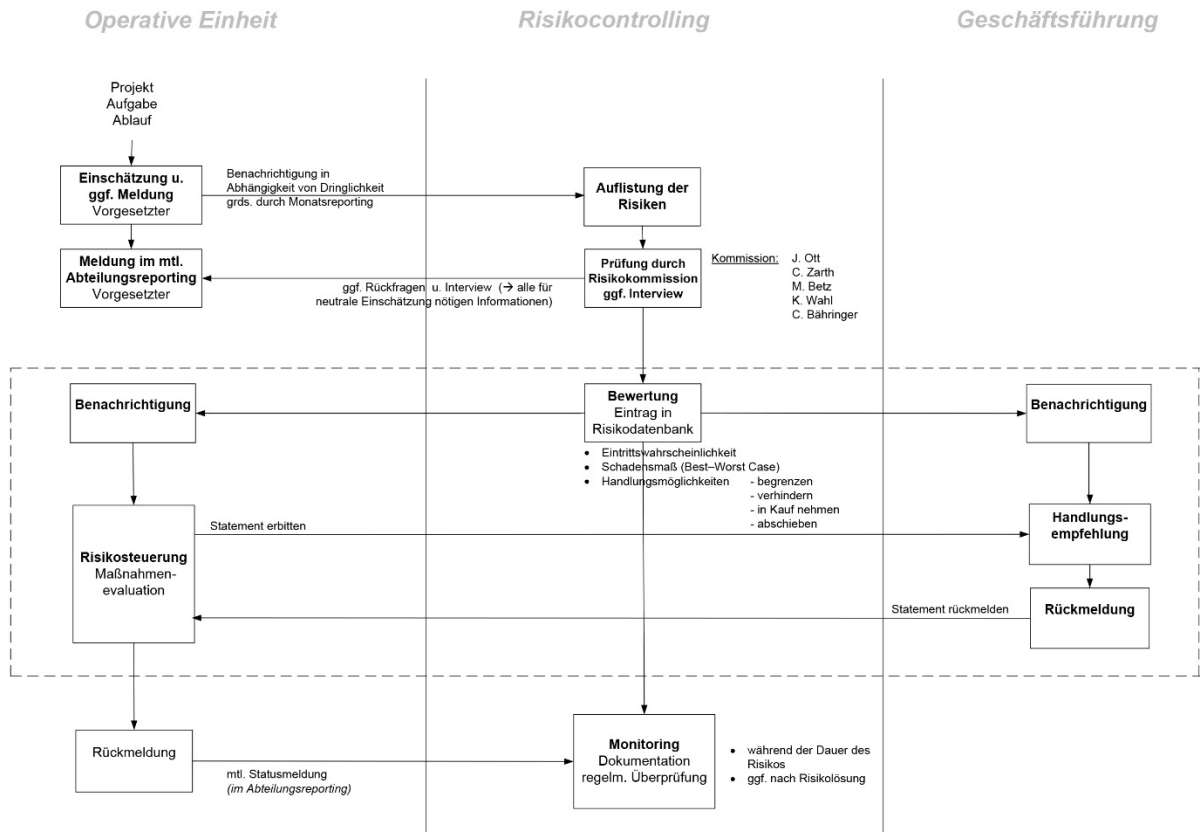 Operative Einheit
Risikocontrolling
Geschäftsführung
Projekt
Aufgabe
Ablauf
Einschätzung u.
ggf. Meldung
Vorgesetzter
Benachrichtigung in
Abhängigkeit von Dringlichkeit
grds. durch Monatsreporting
Auflistung der
Risiken
Meldung im mtl.
Abteilungsreporting
Vorgesetzter
ggf. Rückfragen u. Interview (→ alle für
neutrale Einschätzung nötigen Informationen)
Prüfung durch
Risikokommission
ggf. Interview
Kommission:
J. Ott
C. Zarth
M. Betz
K. Wahl
C. Bähringer
Benachrichtigung
Bewertung
Eintrag in
Risikodatenbank
Benachrichtigung
• Eintrittswahrscheinlichkeit
• Schadensmaß (Best–Worst Case)
• Handlungsmöglichkeiten - begrenzen
- verhindern
- in Kauf nehmen
- abschieben
Statement erbitten
Handlungs-
empfehlung
Risikosteuerung
Maßnahmen-
evaluation
Statement rückmelden
Rückmeldung
Rückmeldung
mtl. Statusmeldung
(im Abteilungsreporting)
Monitoring
Dokumentation
regelm. Überprüfung
• während der Dauer des
Risikos
• ggf. nach Risikolösung